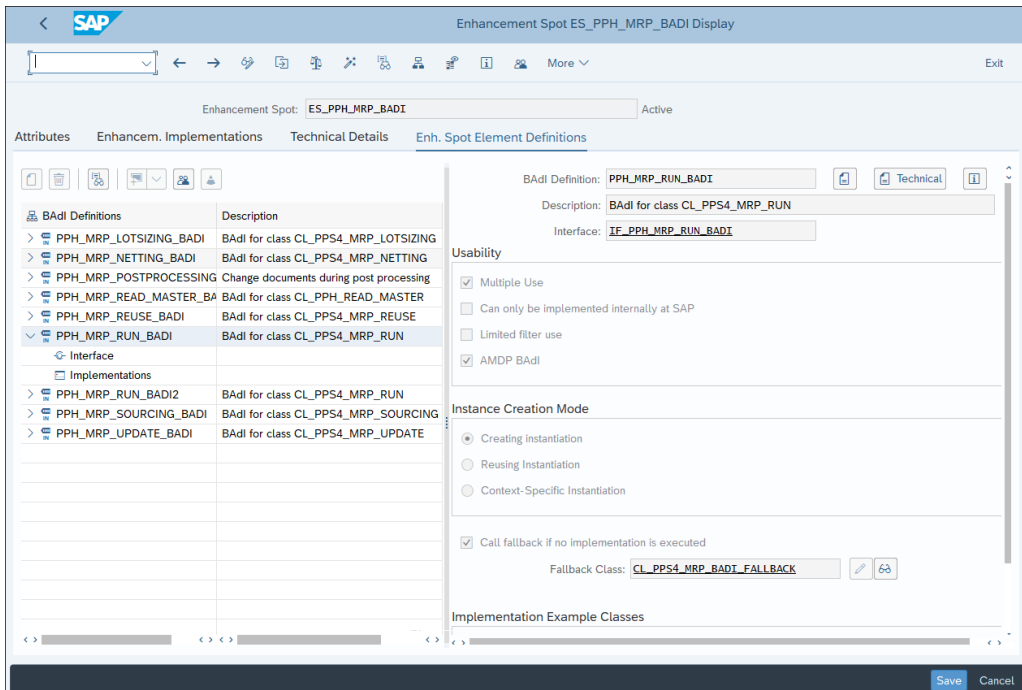 SAP
Enhancement Spot ES_PPH_MRP_BADI Display
More
Exit
Enhancement Spot: ES_PPH_MRP_BADI Active
Attributes Enhancem. Implementations Technical Details Enh. Spot Element Definitions
BAdI Definitions Description
PPH_MRP_LOTSIZING_BADI BAdI for class CL_PPS4_MRP_LOTSIZING
PPH_MRP_NETTING_BADI BAdI for class CL_PPS4_MRP_NETTING
PPH_MRP_POSTPROCESSING Change documents during post processing
PPH_MRP_READ_MASTER_BA BAdI for class CL_PPH_READ_MASTER
PPH_MRP_REUSE_BADI BAdI for class CL_PPS4_MRP_REUSE
PPH_MRP_RUN_BADI BAdI for class CL_PPS4_MRP_RUN
Interface
Implementations
PPH_MRP_RUN_BADI2 BAdI for class CL_PPS4_MRP_RUN
PPH_MRP_SOURCING_BADI BAdI for class CL_PPS4_MRP_SOURCING
PPH_MRP_UPDATE_BADI BAdI for class CL_PPS4_MRP_UPDATE
BAdI Definition: PPH_MRP_RUN_BADI Technical
Description: BAdI for class CL_PPS4_MRP_RUN
Interface: IF_PPH_MRP_RUN_BADI
Usability
Multiple Use
Can only be implemented internally at SAP
Limited filter use
AMDP BAdI
Instance Creation Mode
Creating instantiation
Reusing Instantiation
Context-Specific Instantiation
Call fallback if no implementation is executed
Fallback Class: CL_PPS4_MRP_BADI_FALLBACK
Implementation Example Classes
Save Cancel